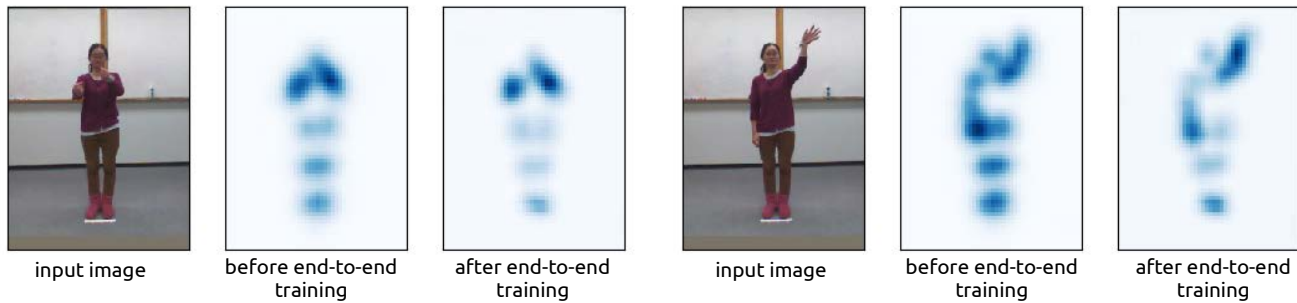 input image
before end-to-end
training
after end-to-end
training
input image
before end-to-end
training
after end-to-end
training